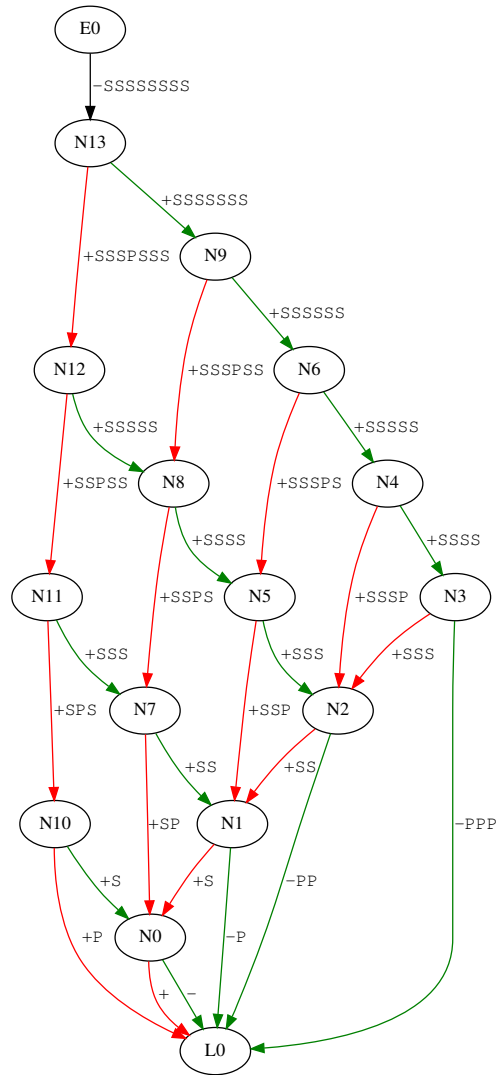 E0
-SSSSSSSS
N13
+SSSSSSS
+SSSPSSS
N9
+SSSSSS
+SSSPSS
N12
N6
+SSSSS
+SSSSS
+SSPSS
+SSSPS
N8
N4
+SSSS
+SSSS
+SSPS
+SSSP
N11
N5
N3
+SSS
+SSS
+SSS
+SPS
+SSP
N7
N2
+SS
+SS
+SP
-PPP
N10
N1
+S
+S
-PP
+P
-P
N0
+
-
L0